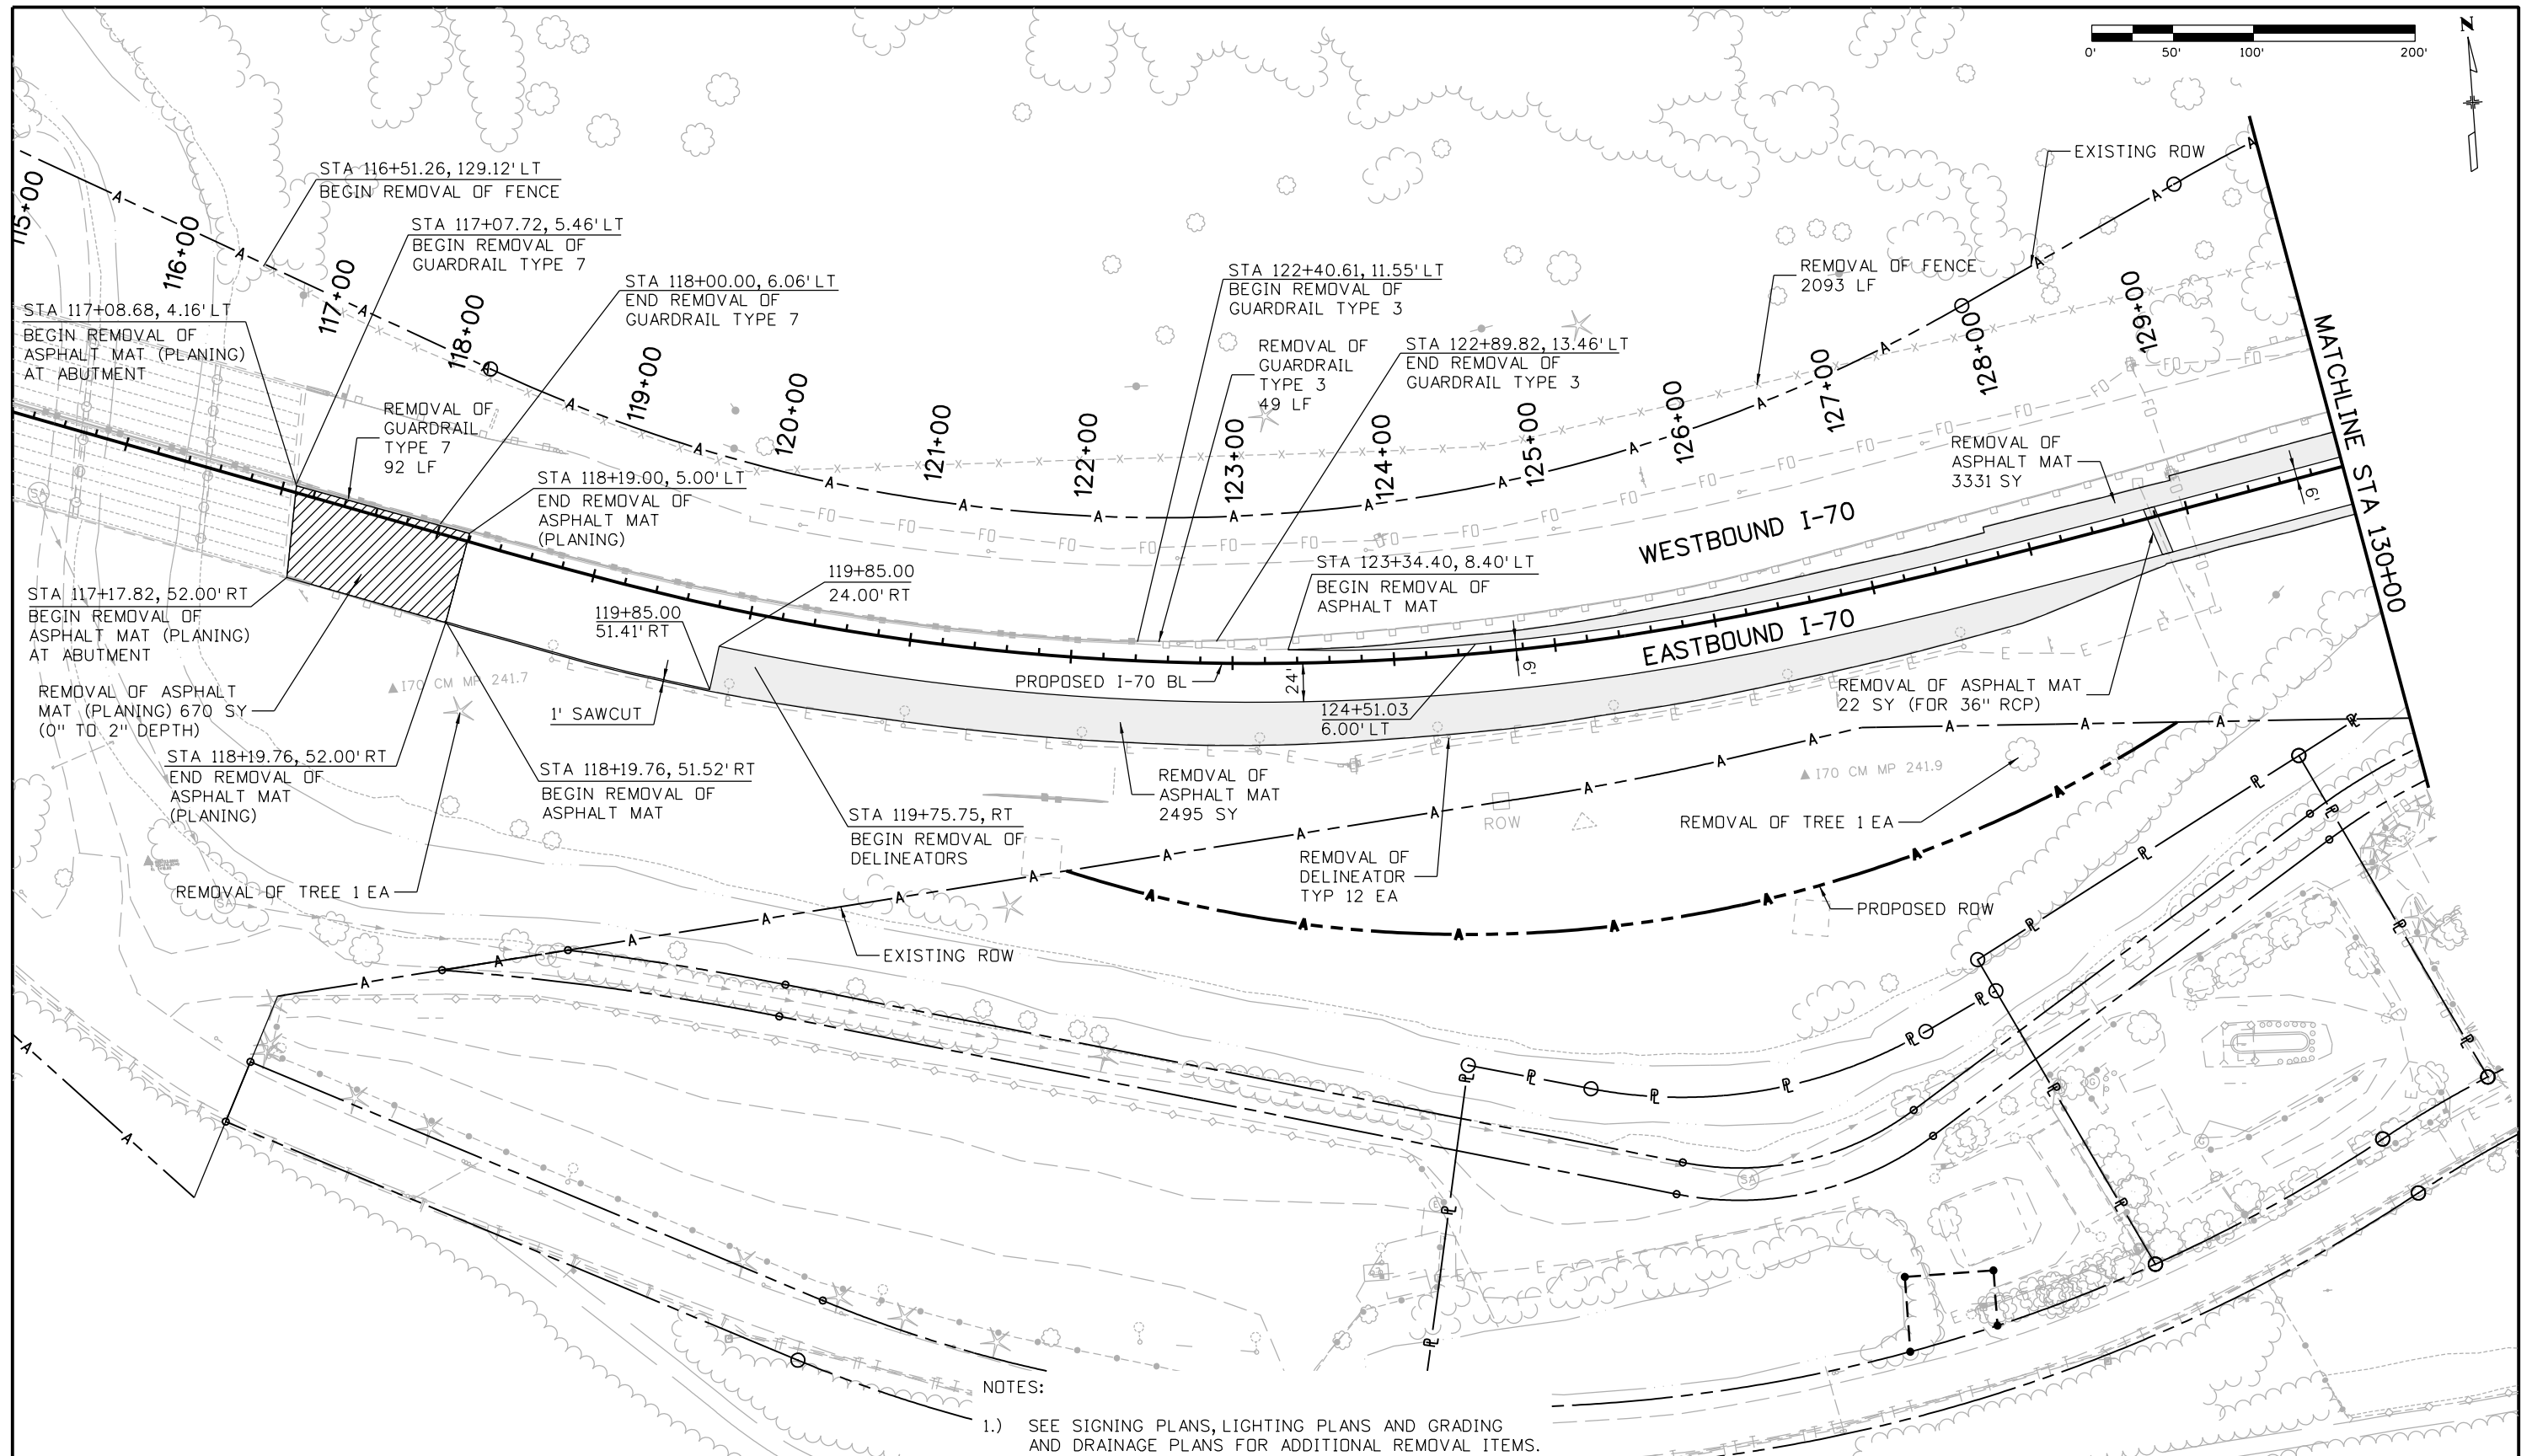 0' 50' 100' 200'
N
EXISTING ROW
STA 116+51.26, 129.12' LT
BEGIN REMOVAL OF FENCE
STA 117+07.72, 5.46' LT
BEGIN REMOVAL OF
GUARDRAIL TYPE 7
STA 118+00.00, 6.06' LT
END REMOVAL OF
GUARDRAIL TYPE 7
STA 117+08.68, 4.16' LT
BEGIN REMOVAL OF
ASPHALT MAT (PLANING)
AT ABUTMENT
REMOVAL OF
GUARDRAIL
TYPE 7
92 LF
STA 118+19.00, 5.00' LT
END REMOVAL OF
ASPHALT MAT
(PLANING)
STA 122+40.61, 11.55' LT
BEGIN REMOVAL OF
GUARDRAIL TYPE 3
REMOVAL OF
GUARDRAIL
TYPE 3
49 LF
STA 122+89.82, 13.46' LT
END REMOVAL OF
GUARDRAIL TYPE 3
REMOVAL OF FENCE
2093 LF
115+00
116+00
117+00
118+00
119+00
120+00
121+00
122+00
123+00
124+00
125+00
126+00
127+00
128+00
129+00
MATCHLINE STA 130+00
REMOVAL OF
ASPHALT MAT
3331 SY
6'
WESTBOUND I-70
EASTBOUND I-70
STA 123+34.40, 8.40' LT
BEGIN REMOVAL OF
ASPHALT MAT
119+85.00
24.00' RT
119+85.00
51.41' RT
STA 117+17.82, 52.00' RT
BEGIN REMOVAL OF
ASPHALT MAT (PLANING)
AT ABUTMENT
REMOVAL OF ASPHALT
MAT (PLANING) 670 SY
(0" TO 2" DEPTH)
170 CM MP 241.7
1' SAWCUT
PROPOSED I-70 BL
24'
6'
124+51.03
6.00' LT
REMOVAL OF ASPHALT MAT
22 SY (FOR 36" RCP)
STA 118+19.76, 52.00' RT
END REMOVAL OF
ASPHALT MAT
(PLANING)
STA 118+19.76, 51.52' RT
BEGIN REMOVAL OF
ASPHALT MAT
STA 119+75.75, RT
BEGIN REMOVAL OF
DELINEATORS
REMOVAL OF
ASPHALT MAT
2495 SY
170 CM MP 241.9
ROW
REMOVAL OF TREE 1 EA
REMOVAL OF
DELINEATOR
TYP 12 EA
REMOVAL OF TREE 1 EA
PROPOSED ROW
EXISTING ROW
NOTES:
1.) SEE SIGNING PLANS, LIGHTING PLANS AND GRADING
AND DRAINAGE PLANS FOR ADDITIONAL REMOVAL ITEMS.